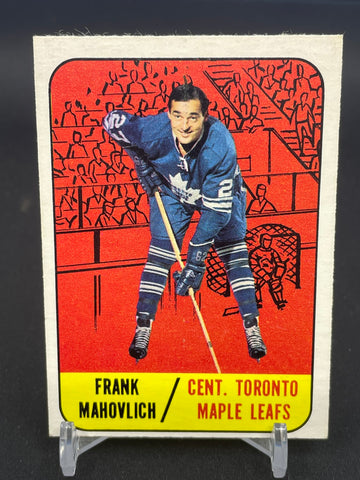 FRANK
MAHOVLICH
CENT. TORONTO
MAPLE LEAFS